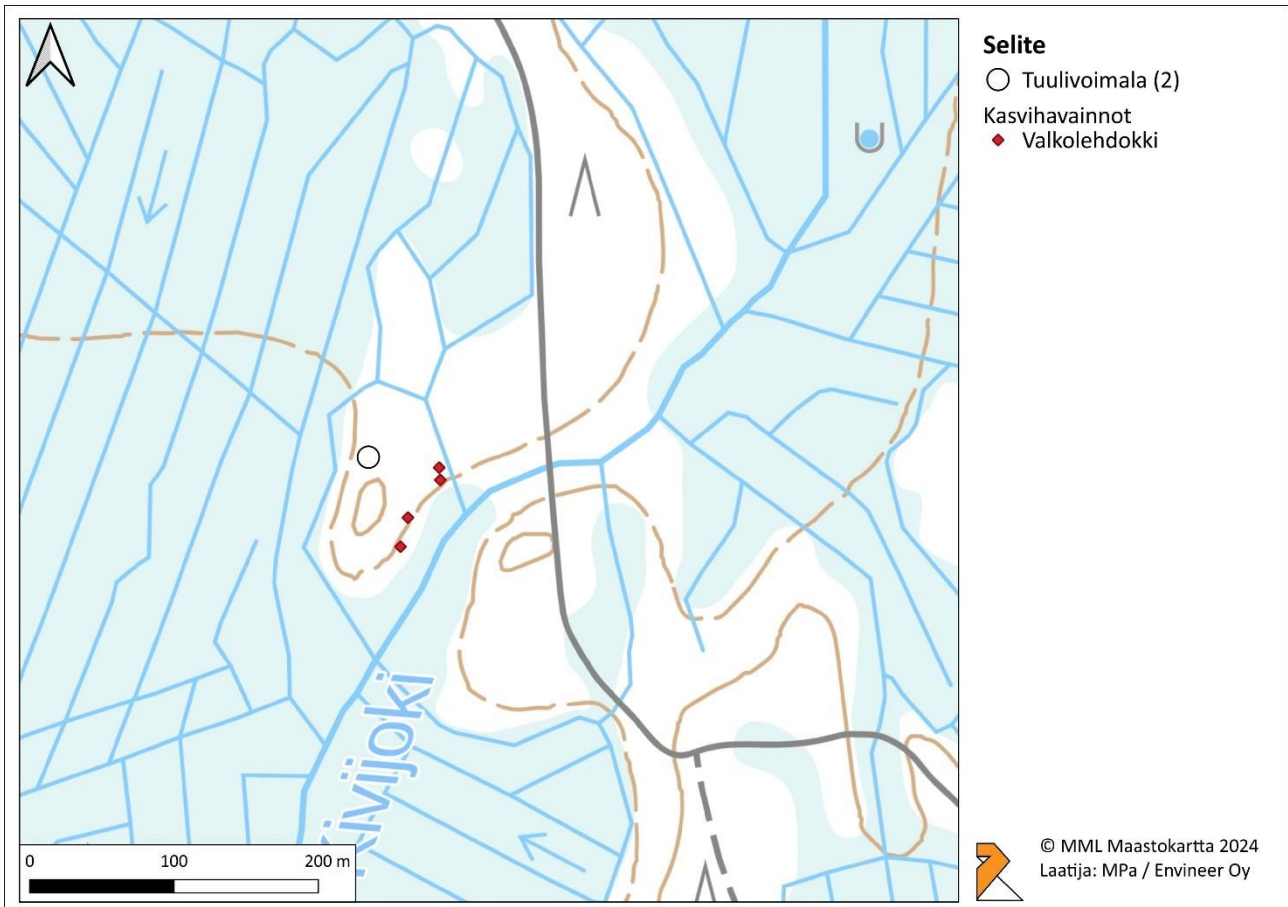 Selite
Tuulivoimala (2)
Kasvihavainnot
Valkolehdokki
Kivijoki
0 100 200 m
© MML Maastokartta 2024
Laatija: MPa / Envineer Oy